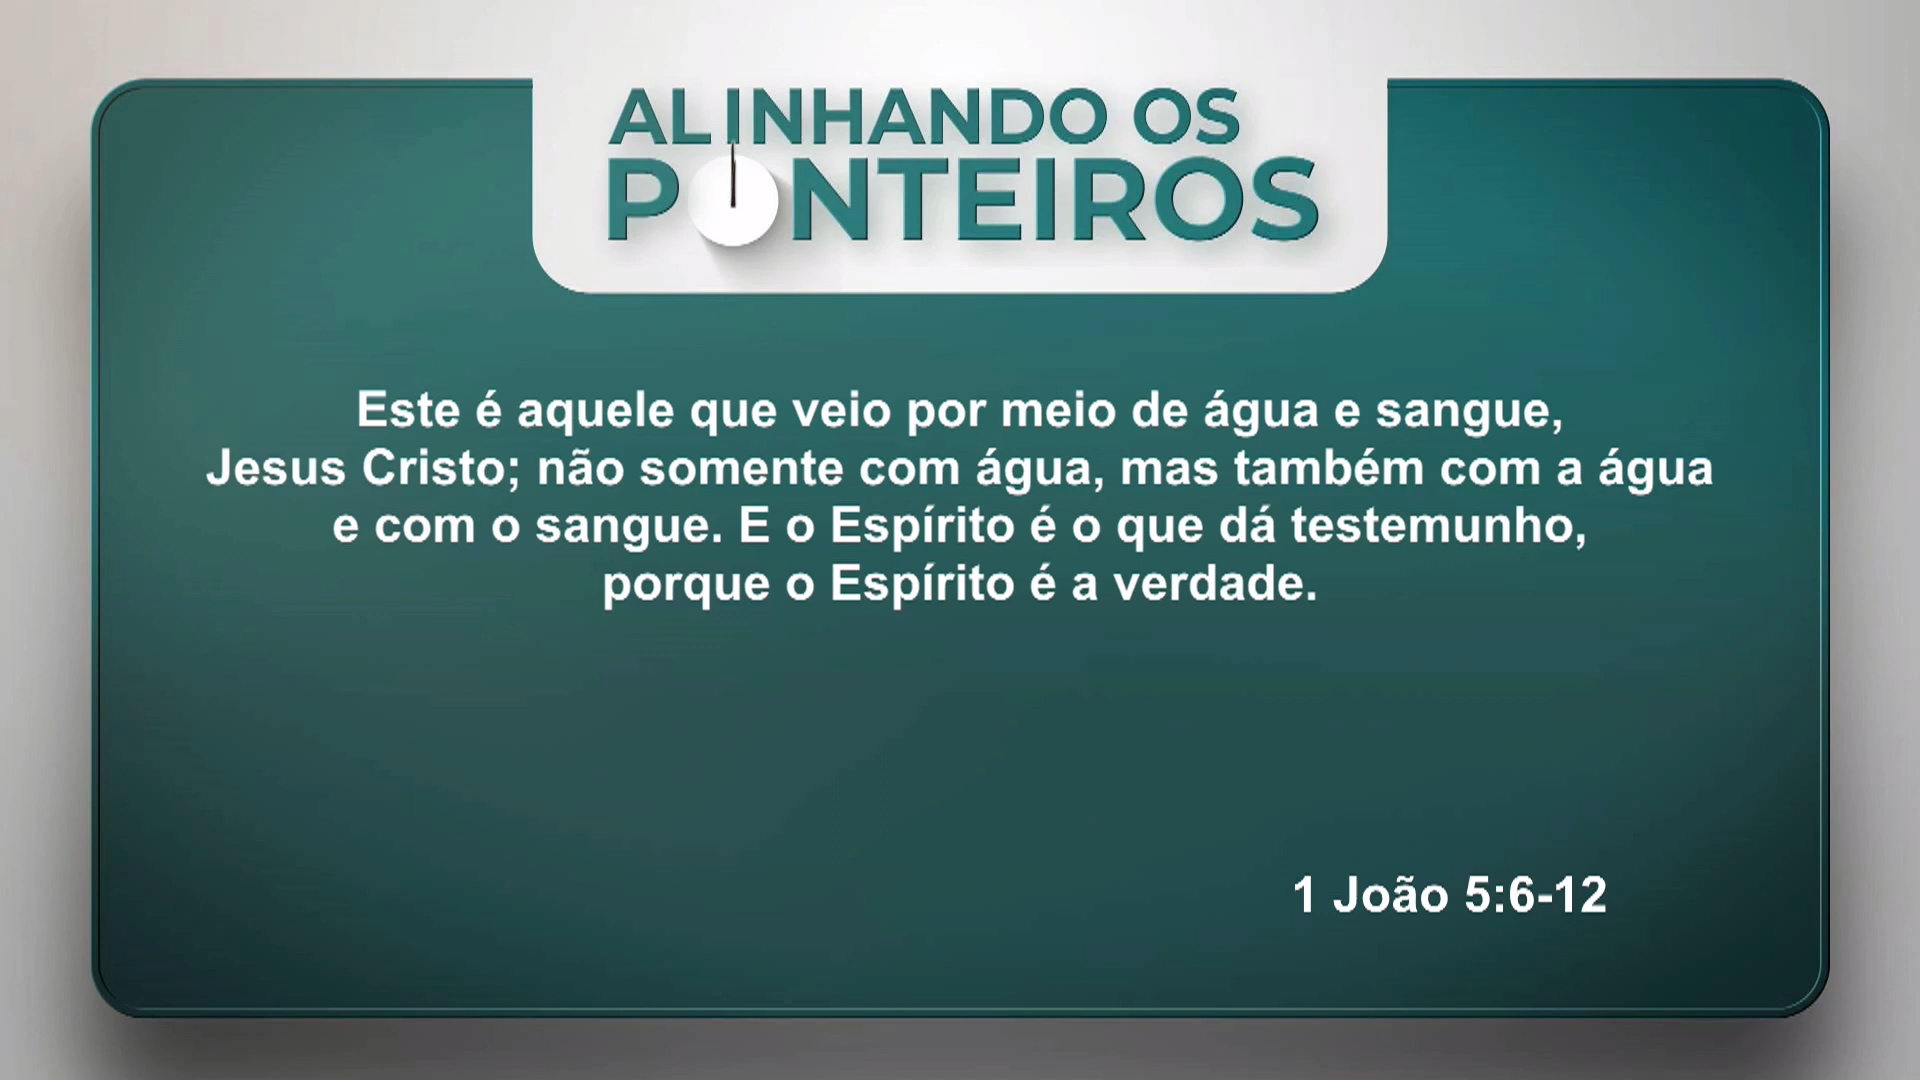 ALINHANDO OS
PONTEIROS
Este é aquele que veio por meio de água e sangue,
Jesus Cristo; não somente com água, mas também com a água
e com o sangue. E o Espírito é o que dá testemunho,
porque o Espírito é a verdade.
1 João 5:6-12